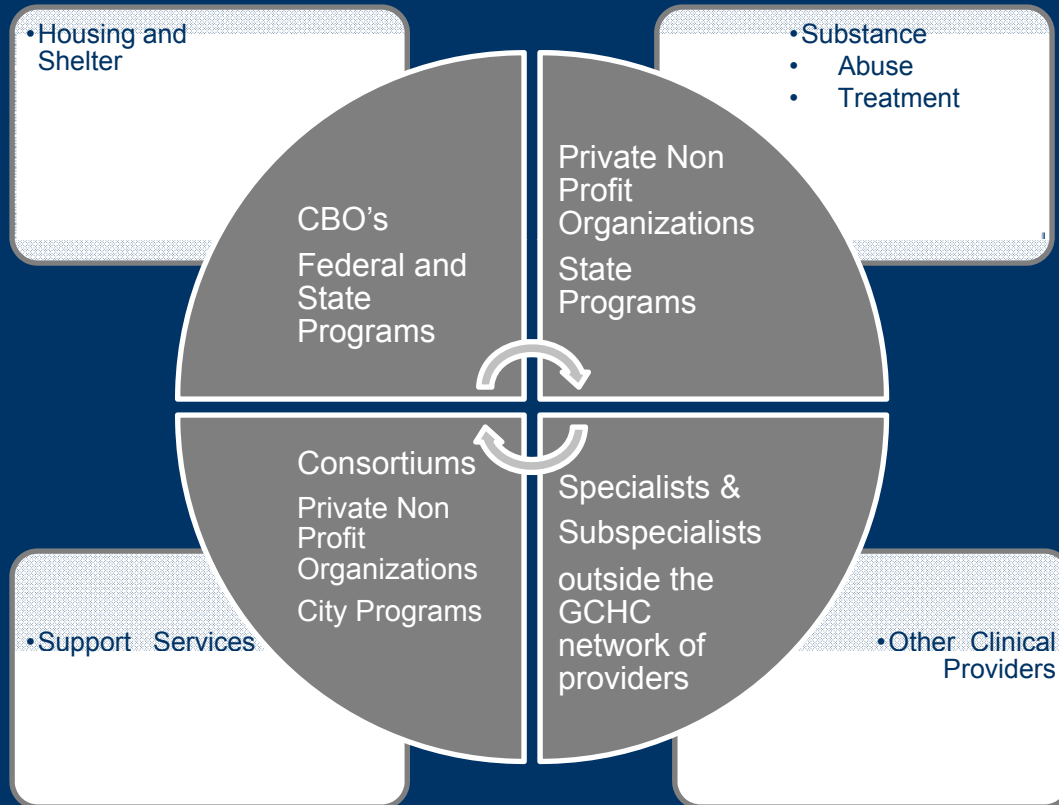 •Housing and
Shelter
•Substance
• Abuse
• Treatment
CBO's
Federal and
State
Programs
Private Non
Profit
Organizations
State
Programs
Consortiums
Private Non
Profit
Organizations
City Programs
Specialists &
Subspecialists
outside the
GCHC
network of
providers
•Support Services
•Other Clinical
Providers